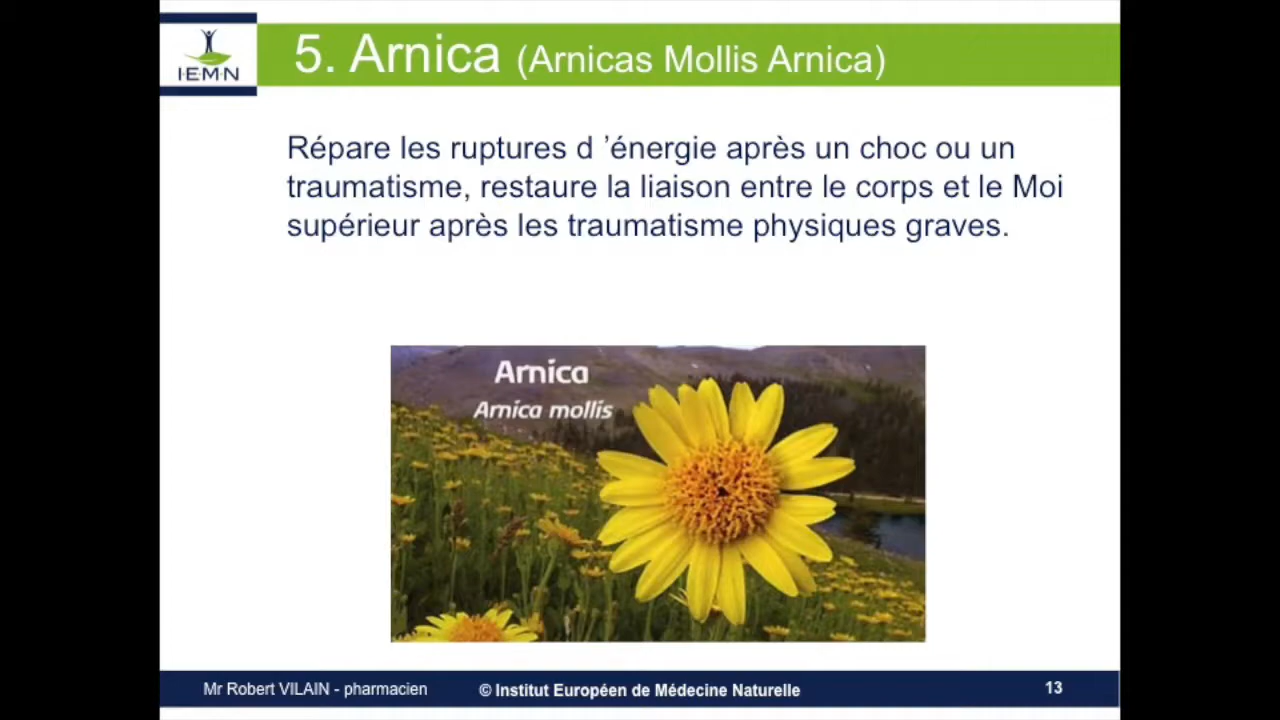 I·E·M·N
5. Arnica (Arnicas Mollis Arnica)
Répare les ruptures d ’énergie après un choc ou un
traumatisme, restaure la liaison entre le corps et le Moi
supérieur après les traumatisme physiques graves.
Arnica
Arnica mollis
Mr Robert VILAIN - pharmacien
© Institut Européen de Médecine Naturelle
13